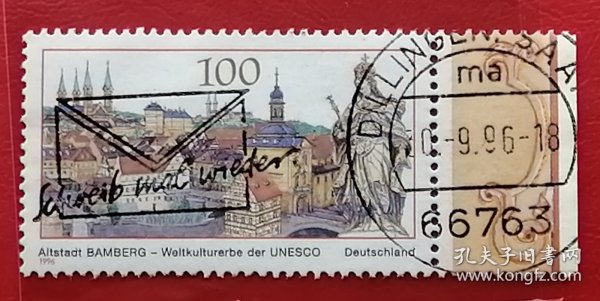 100
Schreib mal wieder
Altstadt BAMBERG – Weltkulturerbe der UNESCO Deutschland
1996
DILLINGEN, SAAR
ma
-9.96-18
66763
孔夫子旧书网
www.kongfz.com